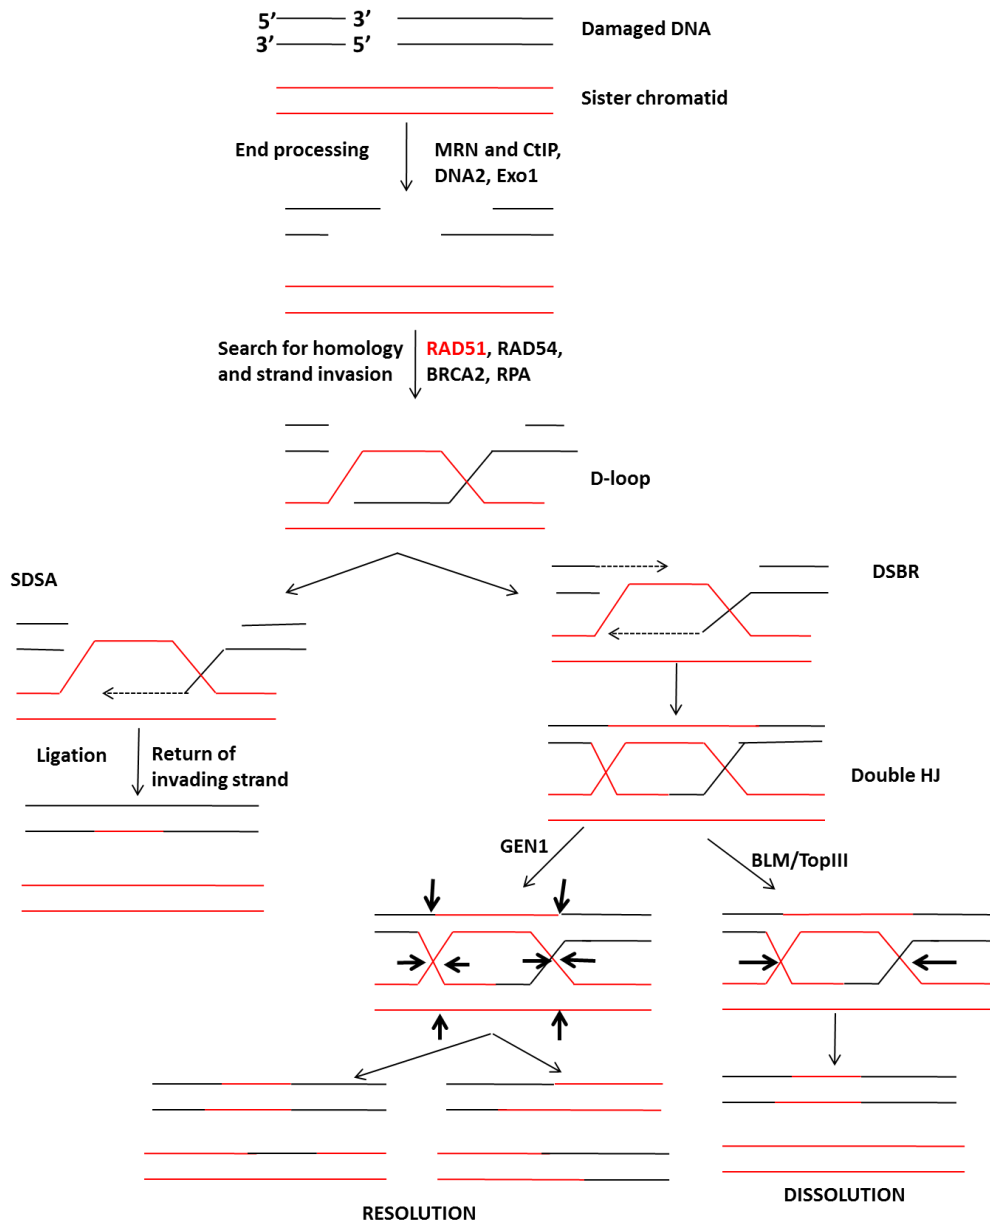 5’ 3’
3’ 5’
Damaged DNA
Sister chromatid
End processing
MRN and CtIP,
DNA2, Exo1
Search for homology
and strand invasion
RAD51, RAD54,
BRCA2, RPA
D-loop
SDSA
DSBR
Ligation
Return of
invading strand
Double HJ
GEN1
BLM/TopIII
RESOLUTION
DISSOLUTION